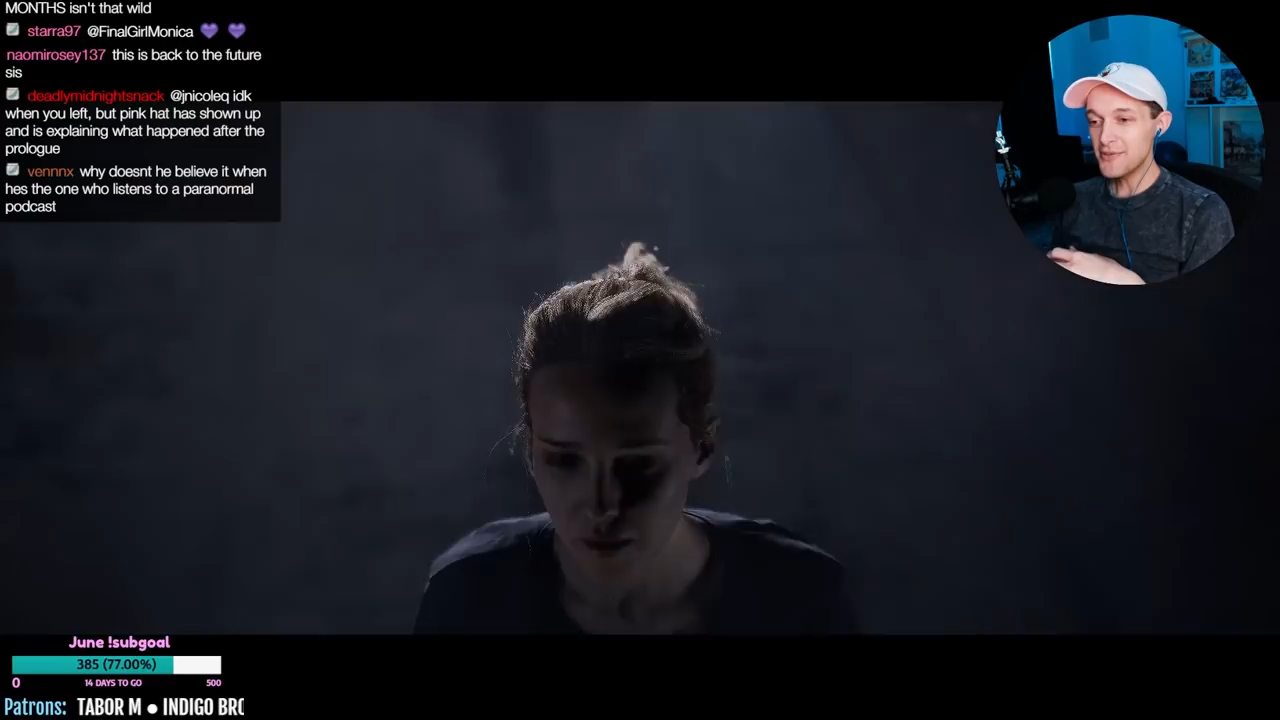 MONTHS isn't that wild
starra97 @FinalGirlMonica 💜 💜
naomirosey137 this is back to the future
sis
deadlymidnightsnack @jnicoleq idk
when you left, but pink hat has shown up
and is explaining what happened after the
prologue
vennnx why doesnt he believe it when
hes the one who listens to a paranormal
podcast
June !subgoal
385 (77.00%)
0 14 DAYS TO GO 500
Patrons: TABOR M ● INDIGO BRO